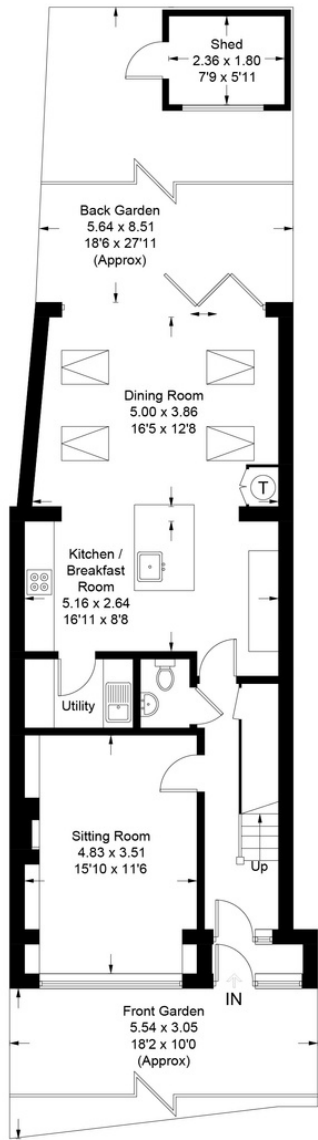 Shed
2.36 x 1.80
7'9 x 5'11
Back Garden
5.64 x 8.51
18'6 x 27'11
(Approx)
Dining Room
5.00 x 3.86
16'5 x 12'8
T
Kitchen /
Breakfast
Room
5.16 x 2.64
16'11 x 8'8
Utility
Sitting Room
4.83 x 3.51
15'10 x 11'6
Up
IN
Front Garden
5.54 x 3.05
18'2 x 10'0
(Approx)